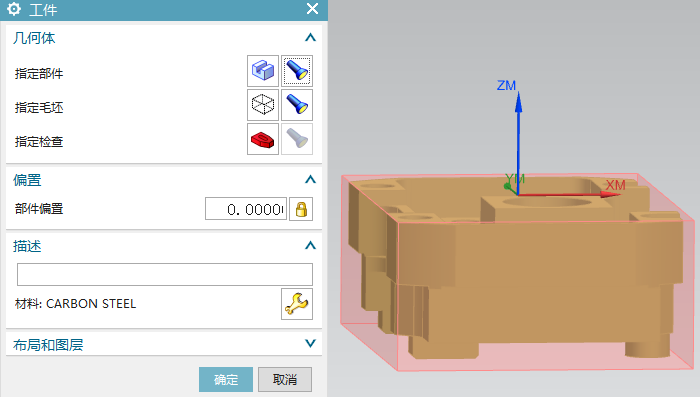 工件
几何体
指定部件
指定毛坯
指定检查
偏置
部件偏置
0.0000
描述
材料: CARBON STEEL
布局和图层
确定
取消
ZM
YM
XM